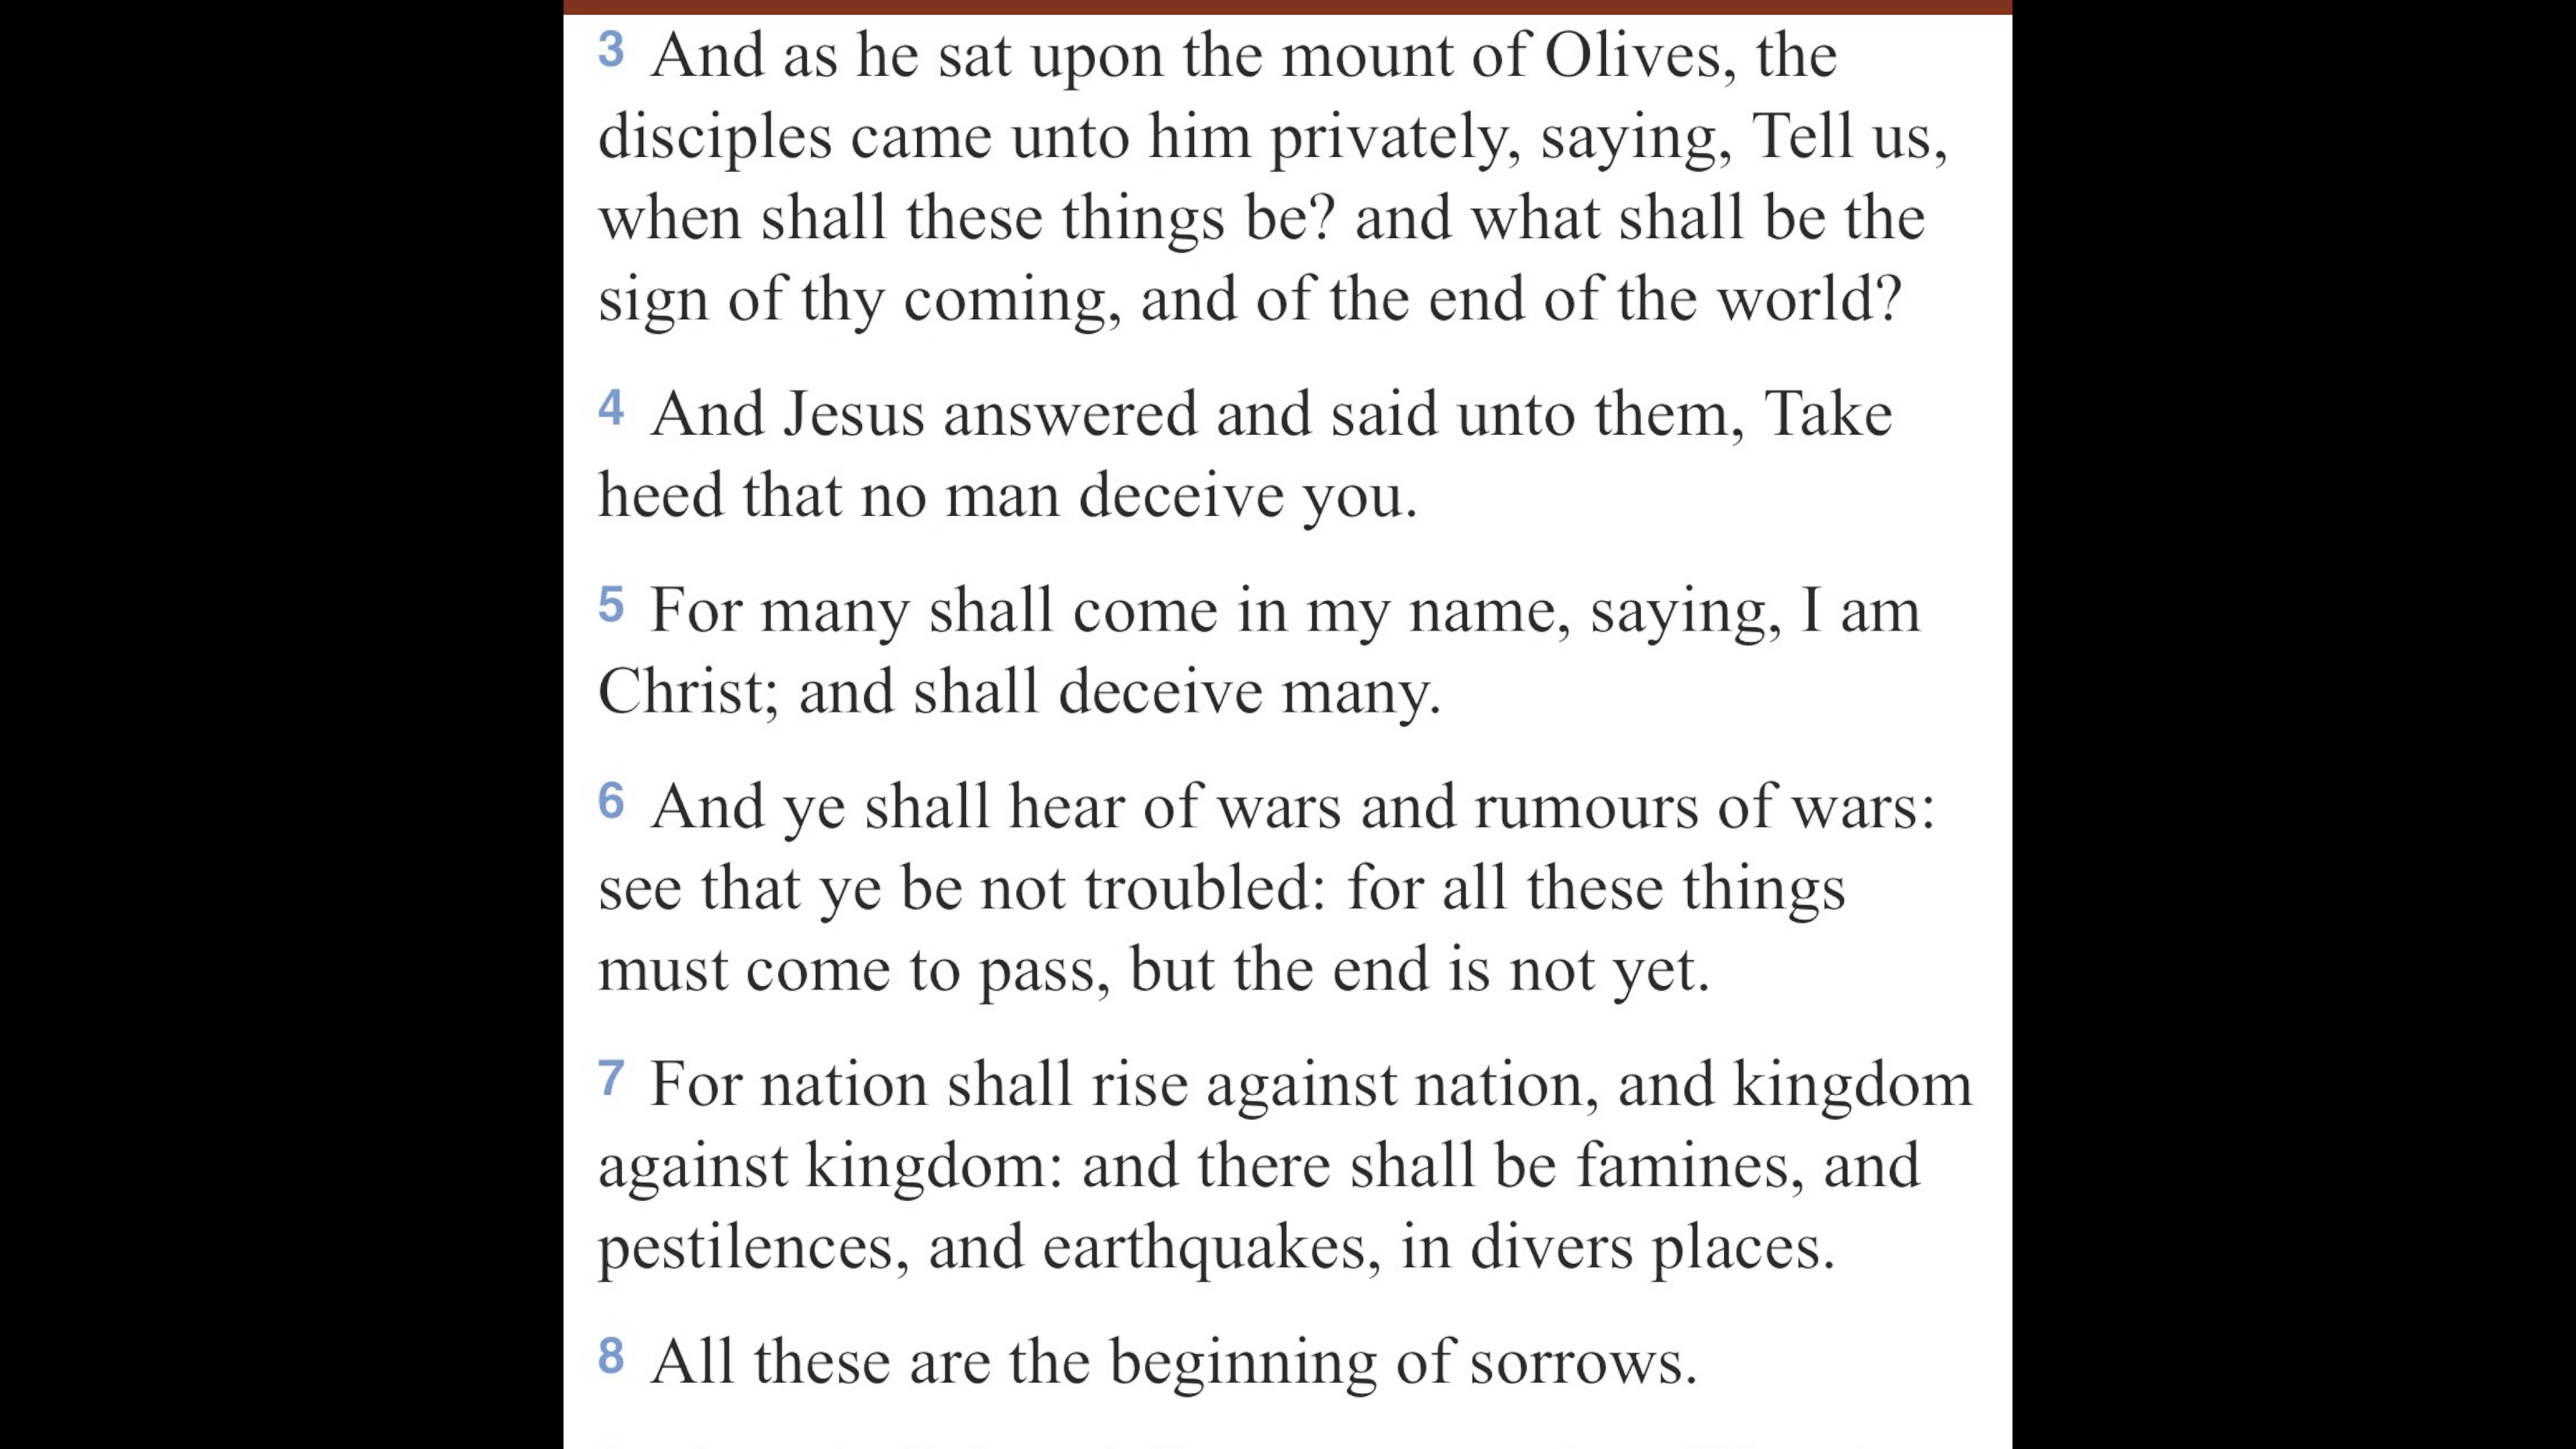 3 And as he sat upon the mount of Olives, the
disciples came unto him privately, saying, Tell us,
when shall these things be? and what shall be the
sign of thy coming, and of the end of the world?
4 And Jesus answered and said unto them, Take
heed that no man deceive you.
5 For many shall come in my name, saying, I am
Christ; and shall deceive many.
6 And ye shall hear of wars and rumours of wars:
see that ye be not troubled: for all these things
must come to pass, but the end is not yet.
7 For nation shall rise against nation, and kingdom
against kingdom: and there shall be famines, and
pestilences, and earthquakes, in divers places.
8 All these are the beginning of sorrows.